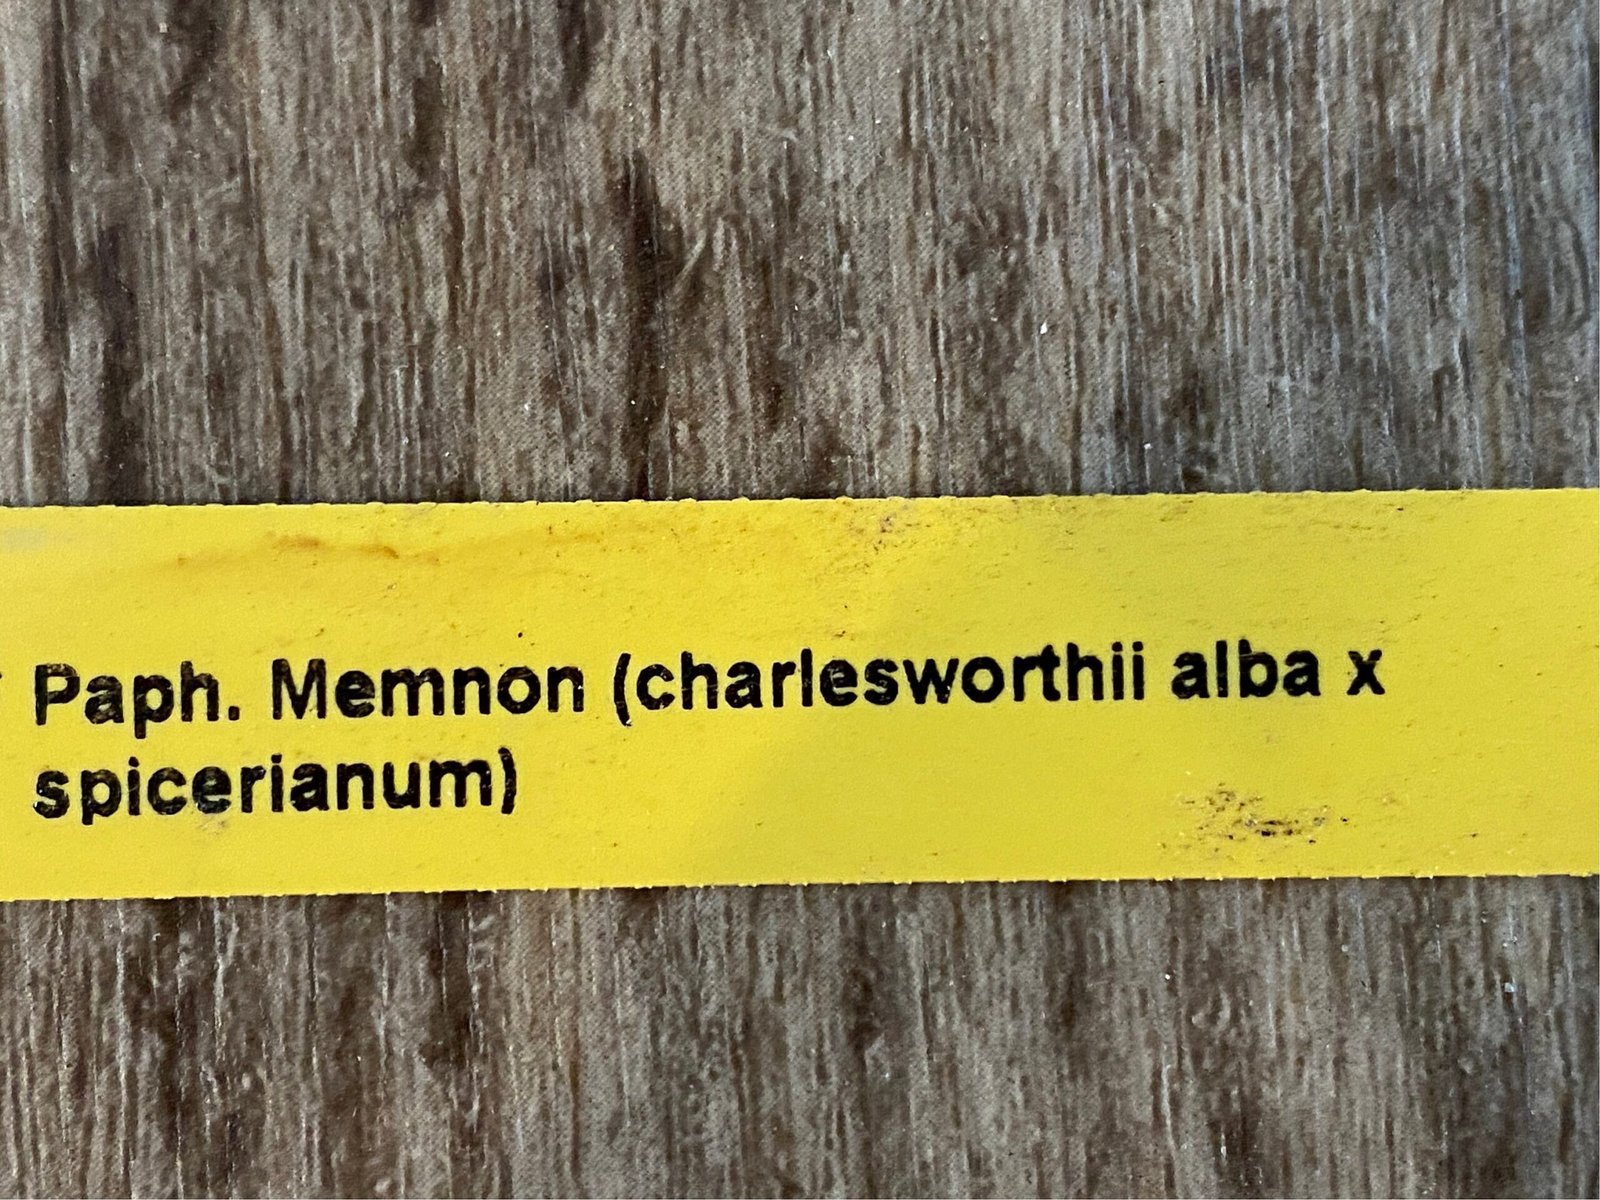 Paph. Memnon (charlesworthii alba x
spicerianum)